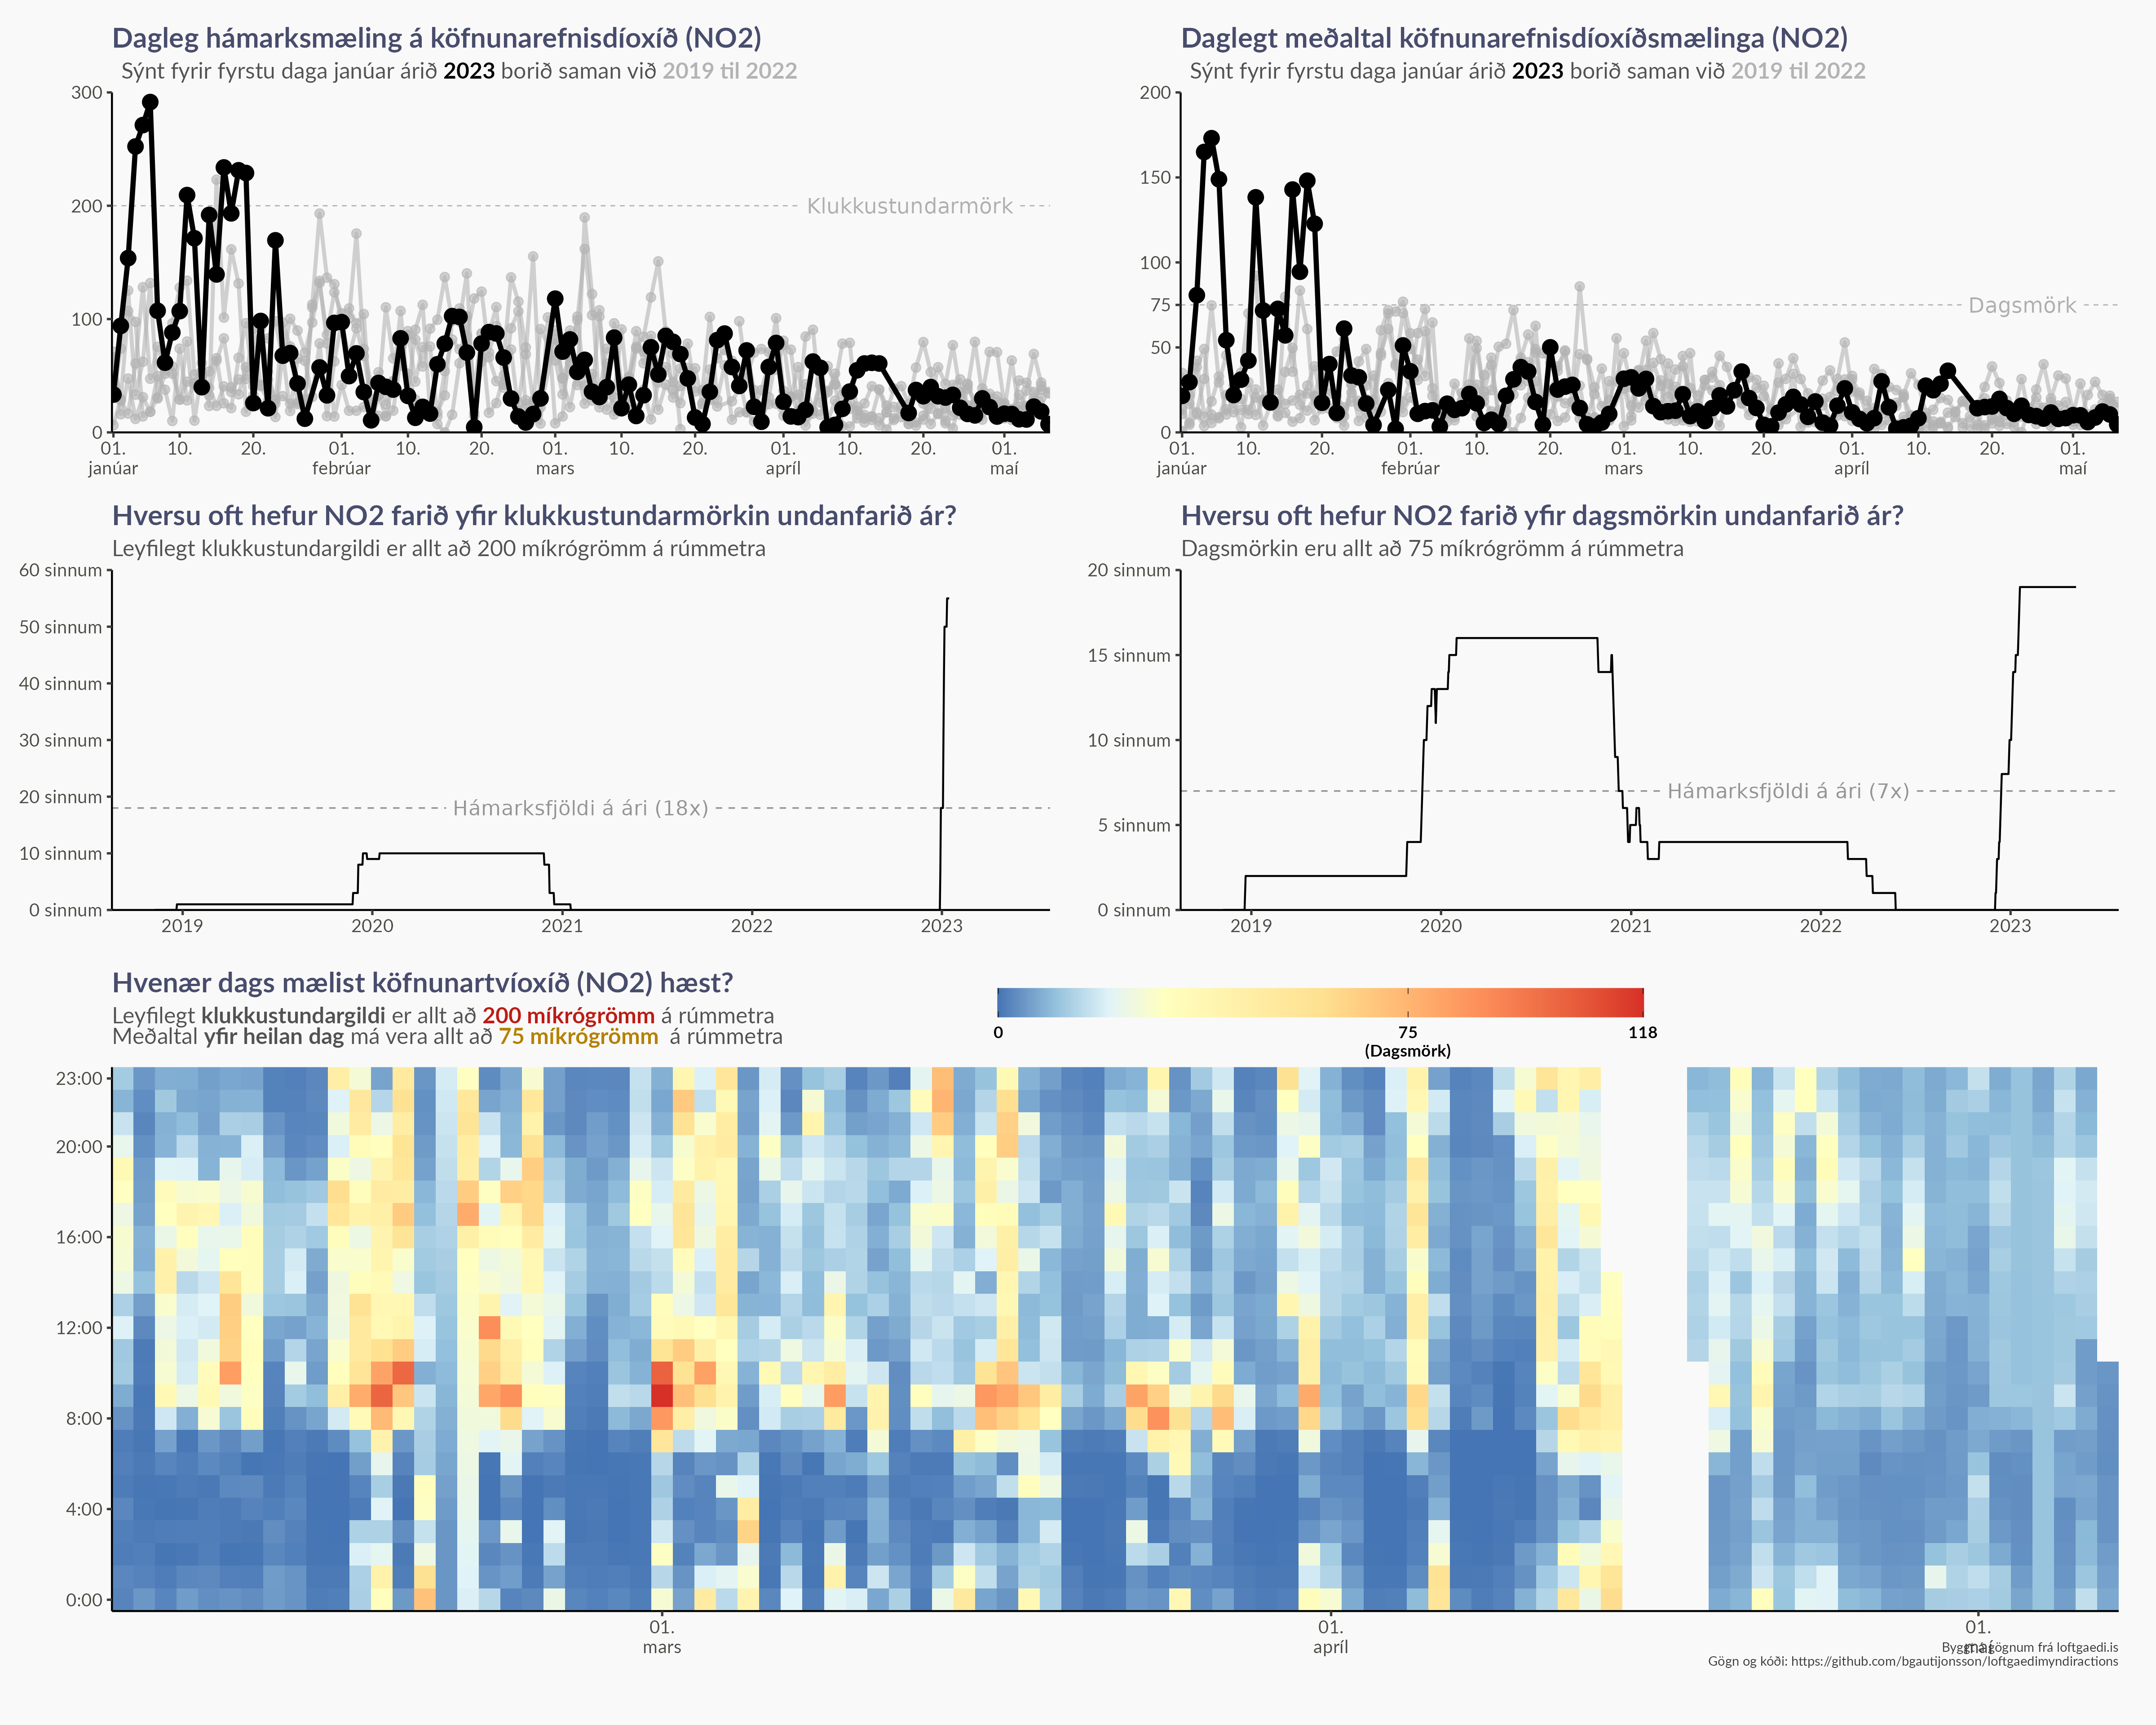 Dagleg hámarksmæling á köfnunarefnisdíoxíð (NO2)
Sýnt fyrir fyrstu daga janúar árið 2023 borið saman við 2019 til 2022
300
200
100
0
Klukkustundarmörk
01. 10. 20. 01. 10. 20. 01. 10. 20. 01. 10. 01.
janúar febrúar mars apríl maí
Daglegt meðaltal köfnunarefnisdíoxíðsmælinga (NO2)
Sýnt fyrir fyrstu daga janúar árið 2023 borið saman við 2019 til 2022
200
150
100
75
50
0
Dagsmörk
01. 10. 20. 01. 10. 20. 01. 10. 20. 01. 10. 20. 01.
janúar febrúar mars apríl maí
Hversu oft hefur NO2 farið yfir klukkustundarmörkin undanfarið ár?
Leyfilegt klukkustundargildi er allt að 200 míkrógrömm á rúmmetra
60 sinnum
50 sinnum
40 sinnum
30 sinnum
20 sinnum
10 sinnum
0 sinnum
Hámarksfjöldi á ári (18x)
2019 2020 2021 2022 2023
Hversu oft hefur NO2 farið yfir dagsmörkin undanfarið ár?
Dagsmörkin eru allt að 75 míkrógrömm á rúmmetra
20 sinnum
15 sinnum
10 sinnum
5 sinnum
0 sinnum
Hámarksfjöldi á ári (7x)
2019 2020 2021 2022 2023
Hvenær dags mælist köfnunartvíoxíð (NO2) hæst?
Leyfilegt klukkustundargildi er allt að 200 míkrógrömm á rúmmetra
Meðaltal yfir heilan dag má vera allt að 75 míkrógrömm á rúmmetra
0 75 118
(Dagsmörk)
23:00
20:00
16:00
12:00
8:00
4:00
0:00
01. 01. 01.
mars apríl maí
Byggt á gögnum frá loftgaedi.is
Gögn og kóði: https://github.com/bgautijonsson/loftgaedimyndiractions